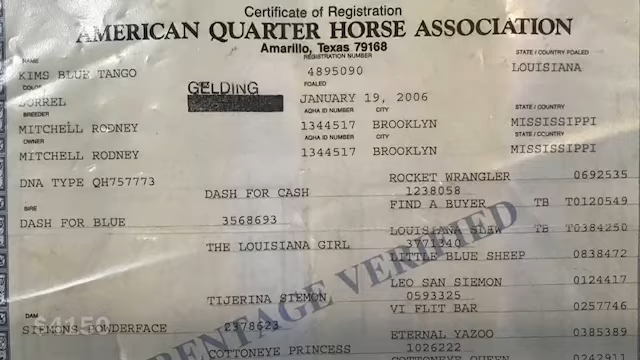 Certificate of Registration
AMERICAN QUARTER HORSE ASSOCIATION
Amarillo, Texas 79168
NAME REGISTRATION NUMBER STATE / COUNTRY FOALED
KIMS BLUE TANGO 4895090 LOUISIANA
COLOR GELDING FOALED
SORREL JANUARY 19, 2006
BREEDER AQHA ID NUMBER CITY STATE / COUNTRY
MITCHELL RODNEY 1344517 BROOKLYN MISSISSIPPI
OWNER AQHA ID NUMBER CITY STATE / COUNTRY
MITCHELL RODNEY 1344517 BROOKLYN MISSISSIPPI
DNA TYPE QH757773 ROCKET WRANGLER 0692535
DASH FOR CASH 1238058
SIRE FIND A BUYER TB T0120549
DASH FOR BLUE 3568693
LOUISIANA SLEW TB T0384250
THE LOUISIANA GIRL 3771340
LITTLE BLUE SHEEP 0838472
PARENTAGE VERIFIED
LEO SAN SIEMON 0124417
TIJERINA SIEMON 0593325
DAM VI FLIT BAR 0257746
SIEMONS POWDERFACE 2378623
$4150
ETERNAL YAZOO 0385389
COTTONEYE PRINCESS 1026222
COTTONEYE QUEEN